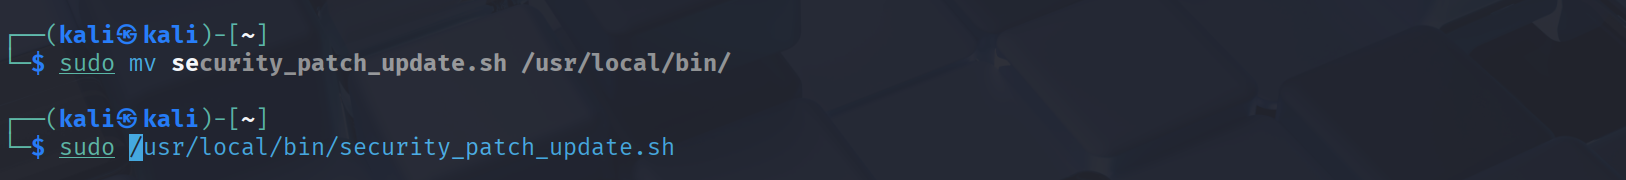 ┌──(kali㉿kali)-[~]
└─$ sudo mv security_patch_update.sh /usr/local/bin/
┌──(kali㉿kali)-[~]
└─$ sudo /usr/local/bin/security_patch_update.sh